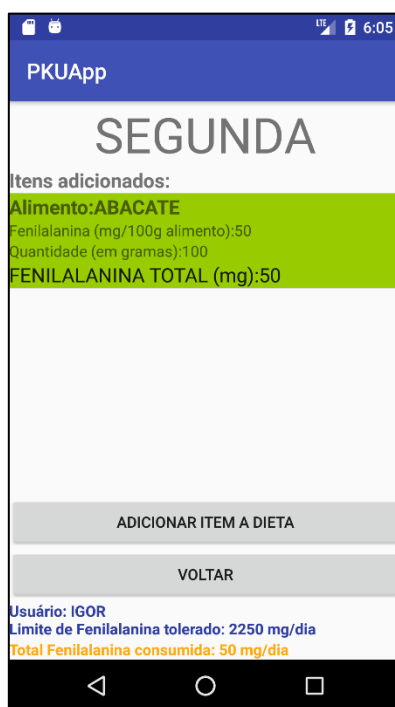 LTE 6:05
PKUApp
SEGUNDA
Itens adicionados:
Alimento:ABACATE
Fenilalanina (mg/100g alimento):50
Quantidade (em gramas):100
FENILALANINA TOTAL (mg):50
ADICIONAR ITEM A DIETA
VOLTAR
Usuário: IGOR
Limite de Fenilalanina tolerado: 2250 mg/dia
Total Fenilalanina consumida: 50 mg/dia